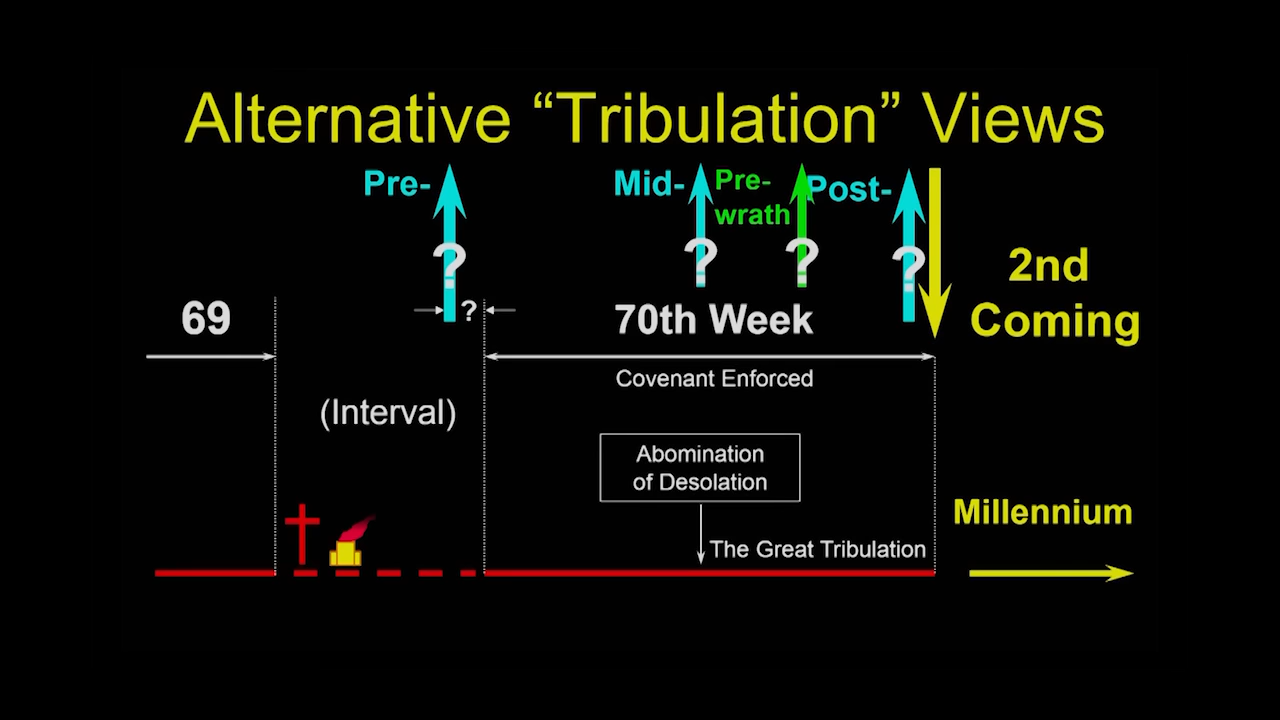 Alternative “Tribulation” Views
Pre-
Mid-
Pre-
wrath
Post-
?
?
?
?
?
2nd
Coming
69
70th Week
Covenant Enforced
(Interval)
Abomination
of Desolation
The Great Tribulation
Millennium